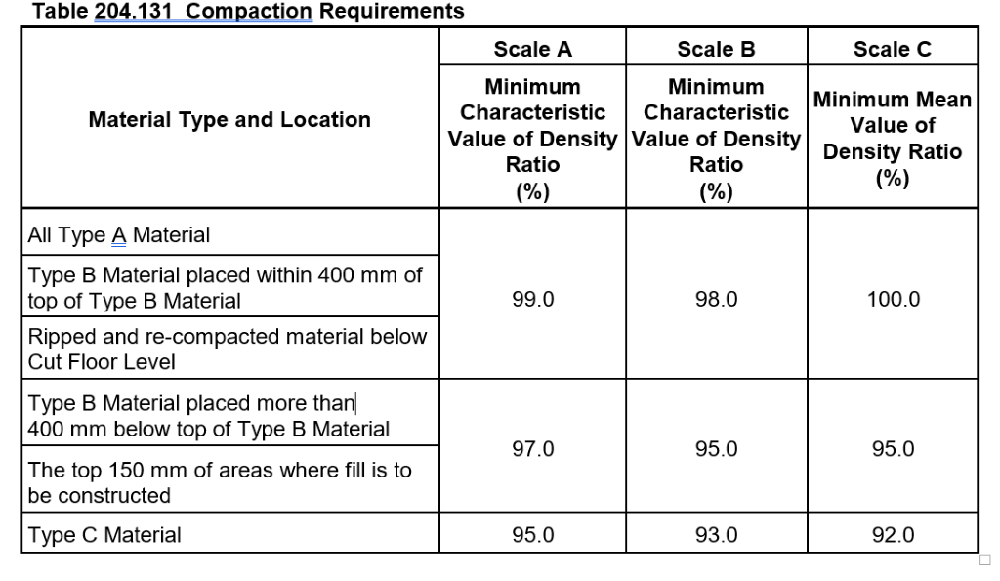 Table 204.131  Compaction Requirements
Material Type and Location
Scale A
Scale B
Scale C
Minimum
Characteristic
Value of Density
Ratio
(%)
Minimum
Characteristic
Value of Density
Ratio
(%)
Minimum Mean
Value of
Density Ratio
(%)
All Type A Material
Type B Material placed within 400 mm of
top of Type B Material
Ripped and re-compacted material below
Cut Floor Level
99.0
98.0
100.0
Type B Material placed more than
400 mm below top of Type B Material
The top 150 mm of areas where fill is to
be constructed
97.0
95.0
95.0
Type C Material
95.0
93.0
92.0